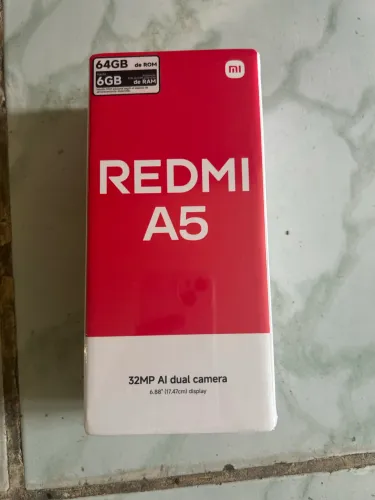 64GB de ROM
6GB de RAM
mi
REDMI
A5
32MP AI dual camera
6.88" (17.47cm) display